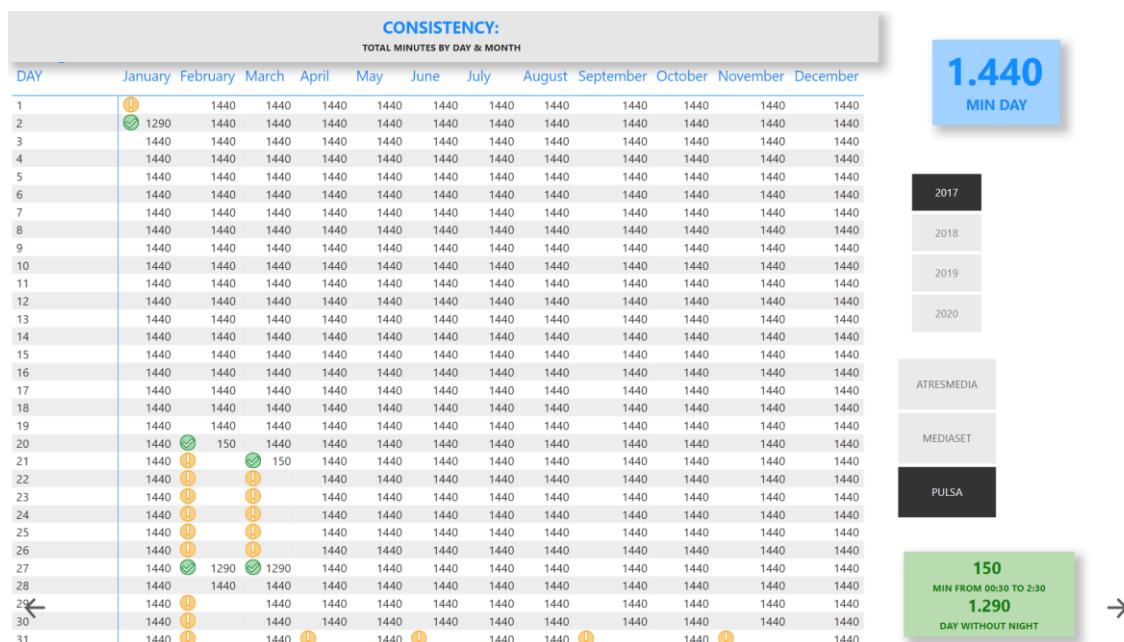 CONSISTENCY:
TOTAL MINUTES BY DAY & MONTH
DAY January February March April May June July August September October November December
1 1440 1440 1440 1440 1440 1440 1440 1440 1440 1440 1440
2 1290 1440 1440 1440 1440 1440 1440 1440 1440 1440 1440 1440
3 1440 1440 1440 1440 1440 1440 1440 1440 1440 1440 1440 1440
4 1440 1440 1440 1440 1440 1440 1440 1440 1440 1440 1440 1440
5 1440 1440 1440 1440 1440 1440 1440 1440 1440 1440 1440 1440
6 1440 1440 1440 1440 1440 1440 1440 1440 1440 1440 1440 1440
7 1440 1440 1440 1440 1440 1440 1440 1440 1440 1440 1440 1440
8 1440 1440 1440 1440 1440 1440 1440 1440 1440 1440 1440 1440
9 1440 1440 1440 1440 1440 1440 1440 1440 1440 1440 1440 1440
10 1440 1440 1440 1440 1440 1440 1440 1440 1440 1440 1440 1440
11 1440 1440 1440 1440 1440 1440 1440 1440 1440 1440 1440 1440
12 1440 1440 1440 1440 1440 1440 1440 1440 1440 1440 1440 1440
13 1440 1440 1440 1440 1440 1440 1440 1440 1440 1440 1440 1440
14 1440 1440 1440 1440 1440 1440 1440 1440 1440 1440 1440 1440
15 1440 1440 1440 1440 1440 1440 1440 1440 1440 1440 1440 1440
16 1440 1440 1440 1440 1440 1440 1440 1440 1440 1440 1440 1440
17 1440 1440 1440 1440 1440 1440 1440 1440 1440 1440 1440 1440
18 1440 1440 1440 1440 1440 1440 1440 1440 1440 1440 1440 1440
19 1440 1440 1440 1440 1440 1440 1440 1440 1440 1440 1440 1440
20 1440 150 1440 1440 1440 1440 1440 1440 1440 1440 1440 1440
21 1440 150 1440 1440 1440 1440 1440 1440 1440 1440 1440
22 1440 1440 1440 1440 1440 1440 1440 1440 1440 1440
23 1440 1440 1440 1440 1440 1440 1440 1440 1440 1440
24 1440 1440 1440 1440 1440 1440 1440 1440 1440 1440
25 1440 1440 1440 1440 1440 1440 1440 1440 1440 1440
26 1440 1440 1440 1440 1440 1440 1440 1440 1440 1440
27 1440 1290 1290 1440 1440 1440 1440 1440 1440 1440 1440 1440
28 1440 1440 1440 1440 1440 1440 1440 1440 1440 1440 1440 1440
29 1440 1440 1440 1440 1440 1440 1440 1440 1440 1440 1440
30 1440 1440 1440 1440 1440 1440 1440 1440 1440 1440 1440
31 1440 1440 1440 1440 1440 1440 1440
1.440
MIN DAY
2017
2018
2019
2020
ATRESMEDIA
MEDIASET
PULSA
150
MIN FROM 00:30 TO 2:30
1.290
DAY WITHOUT NIGHT